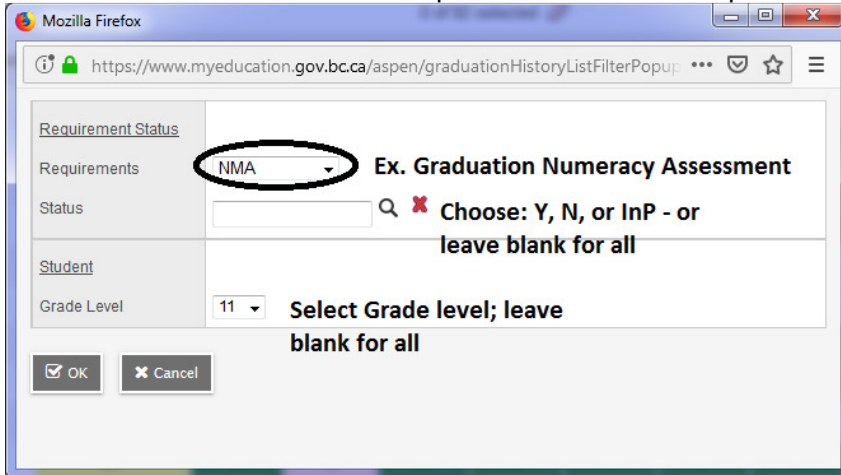 Mozilla Firefox
https://www.myeducation.gov.bc.ca/aspen/graduationHistoryListFilterPopup
Requirement Status
Requirements NMA Ex. Graduation Numeracy Assessment
Status Choose: Y, N, or InP - or
leave blank for all
Student
Grade Level 11 Select Grade level; leave
blank for all
OK Cancel